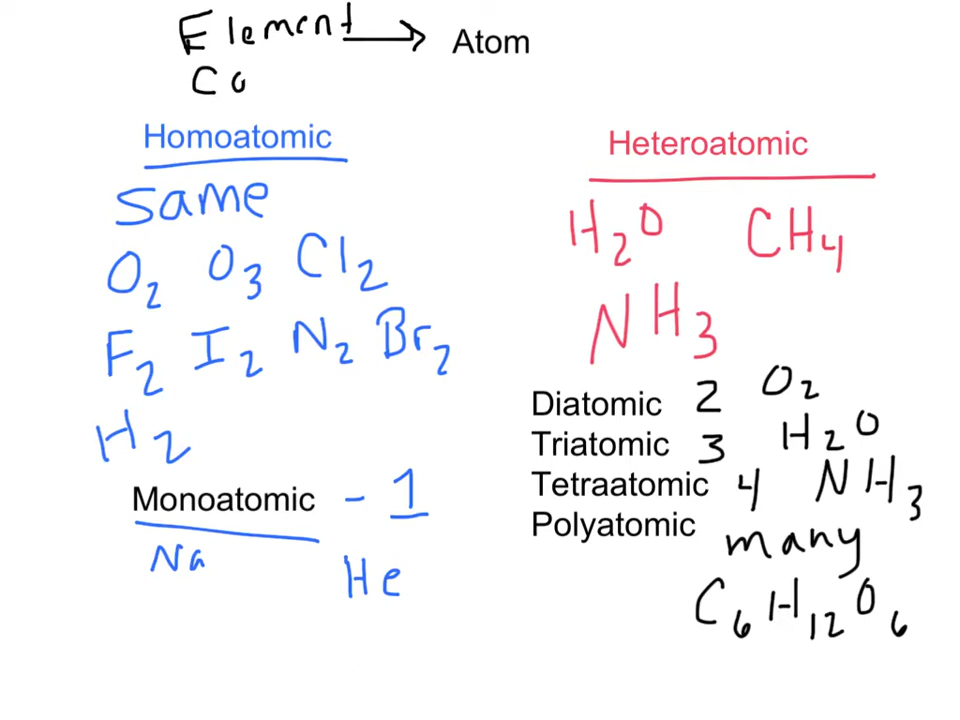 Element → Atom
Co
Homoatomic
same
O2 O3 Cl2
F2 I2 N2 Br2
H2
Monoatomic - 1
Na He
Heteroatomic
H2O CH4
NH3
Diatomic 2 O2
Triatomic 3 H2O
Tetraatomic 4 NH3
Polyatomic many
C6H12O6